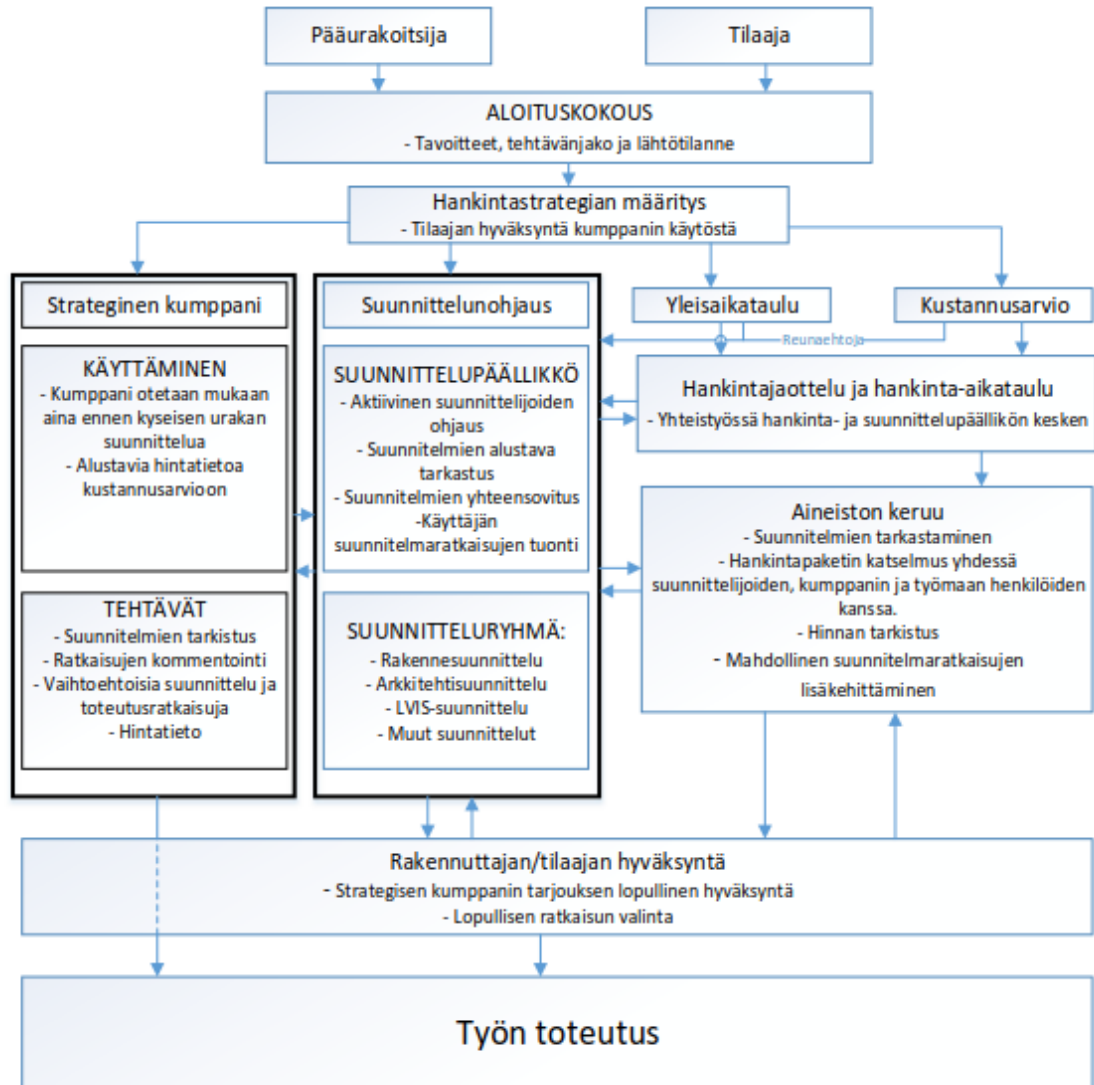 Pääurakoitsija
Tilaaja
ALOITUSKOKOUS
- Tavoitteet, tehtävänjako ja lähtötilanne
Hankintastrategian määritys
- Tilaajan hyväksyntä kumppanin käytöstä
Strateginen kumppani
Suunnittelunohjaus
Yleisaikataulu
Kustannusarvio
Reunaehtoja
KÄYTTÄMINEN
- Kumppani otetaan mukaan
aina ennen kyseisen urakan
suunnittelua
- Alustavia hintatietoa
kustannusarvioon
SUUNNITTELUPÄÄLLIKKÖ
- Aktiivinen suunnittelijoiden
ohjaus
- Suunnitelmien alustava
tarkastus
- Suunnitelmien yhteensovitus
-Käyttäjän
suunnitelmaratkaisujen tuonti
Hankintajaottelu ja hankinta-aikataulu
- Yhteistyössä hankinta- ja suunnittelupäällikön kesken
Aineiston keruu
- Suunnitelmien tarkastaminen
- Hankintapaketin katselmus yhdessä
suunnittelijoiden, kumppanin ja työmaan henkilöiden
kanssa.
- Hinnan tarkistus
- Mahdollinen suunnitelmaratkaisujen
lisäkehittäminen
TEHTÄVÄT
- Suunnitelmien tarkistus
- Ratkaisujen kommentointi
- Vaihtoehtoisia suunnittelu ja
toteutusratkaisuja
- Hintatieto
SUUNNITTELURYHMÄ:
- Rakennesuunnittelu
- Arkkitehtisuunnittelu
- LVIS-suunnittelu
- Muut suunnittelut
Rakennuttajan/tilaajan hyväksyntä
- Strategisen kumppanin tarjouksen lopullinen hyväksyntä
- Lopullisen ratkaisun valinta
Työn toteutus